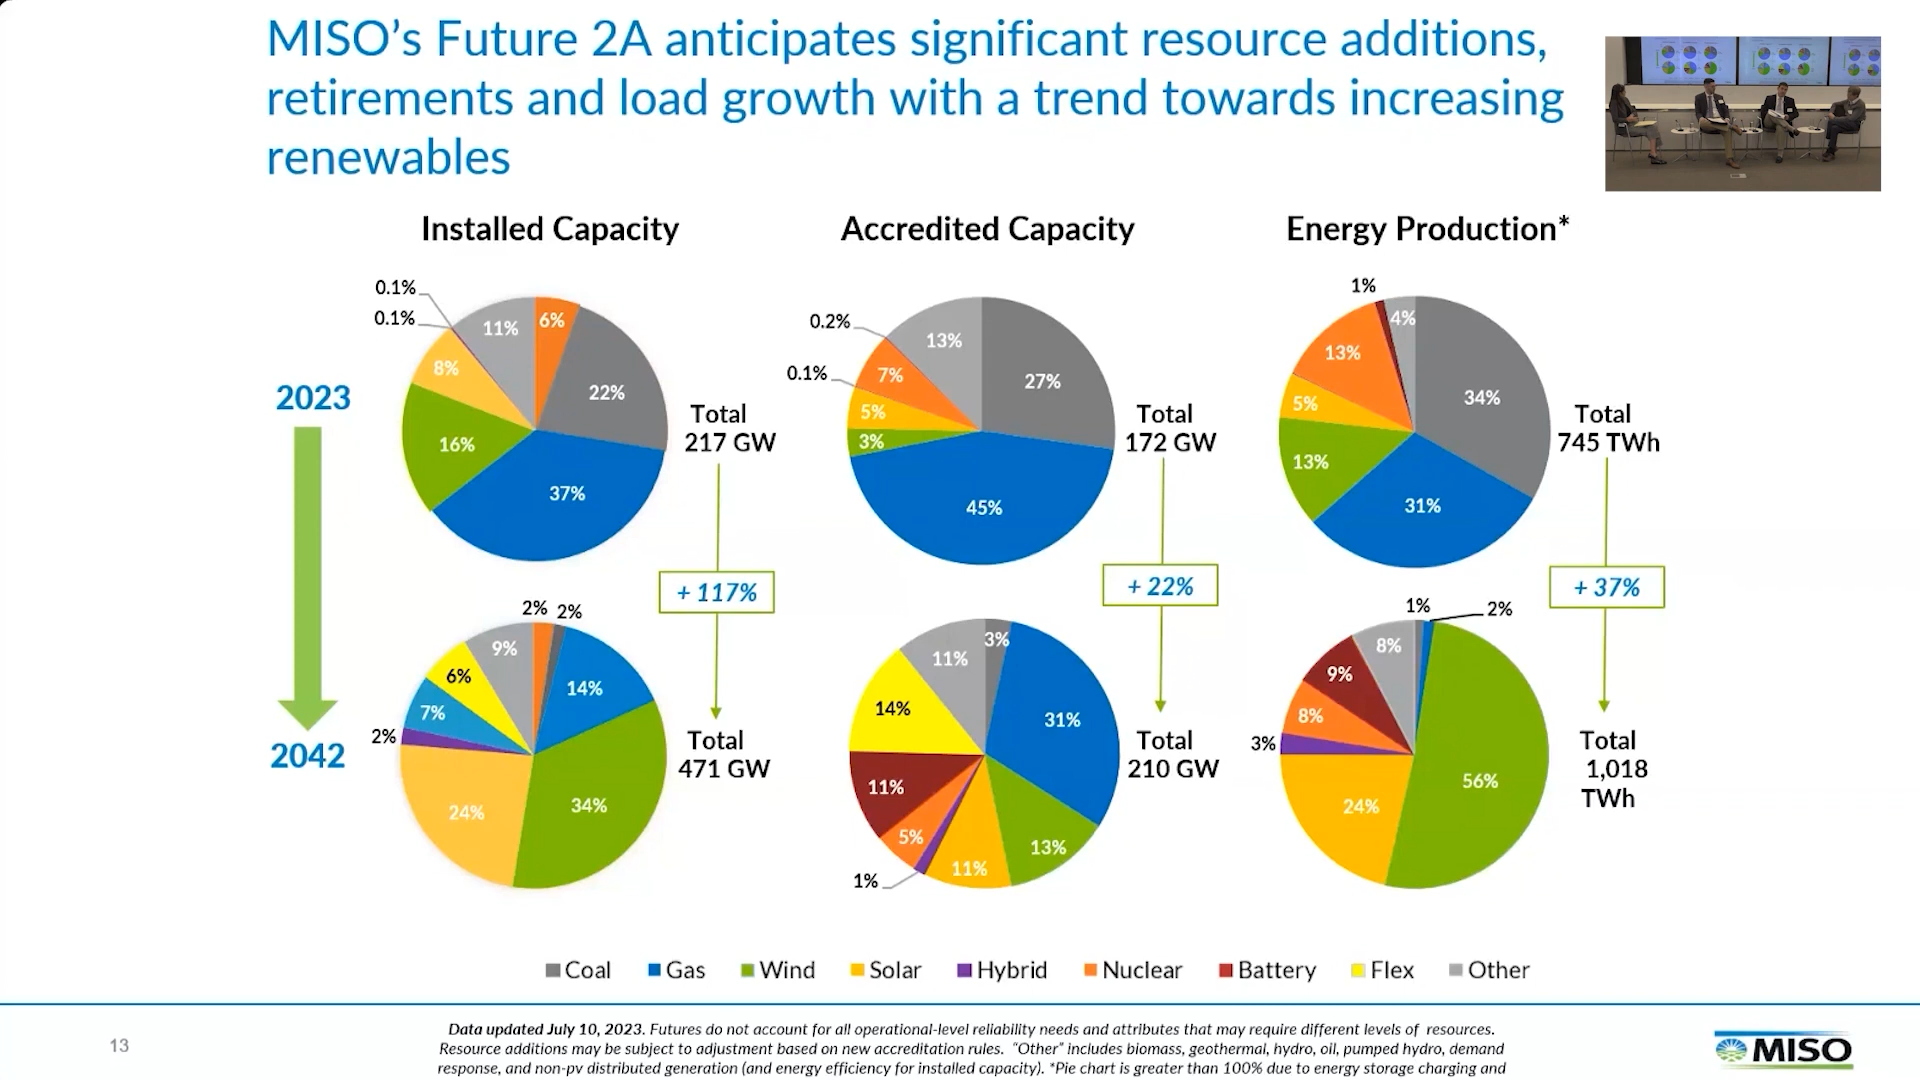 MISO's Future 2A anticipates significant resource additions,
retirements and load growth with a trend towards increasing
renewables
Installed Capacity
Accredited Capacity
Energy Production*
2023
0.1%
0.1%
11%
6%
8%
22%
16%
37%
Total
217 GW
0.2%
13%
0.1%
7%
27%
5%
3%
45%
Total
172 GW
1%
4%
13%
5%
34%
13%
31%
Total
745 TWh
+ 117%
+ 22%
+ 37%
2042
2%
2%
9%
6%
14%
7%
2%
34%
24%
Total
471 GW
3%
11%
14%
31%
11%
5%
13%
11%
1%
Total
210 GW
1%
2%
8%
9%
8%
3%
56%
24%
Total
1,018
TWh
Coal Gas Wind Solar Hybrid Nuclear Battery Flex Other
13
Data updated July 10, 2023. Futures do not account for all operational-level reliability needs and attributes that may require different levels of resources.
Resource additions may be subject to adjustment based on new accreditation rules. "Other" includes biomass, geothermal, hydro, oil, pumped hydro, demand
response, and non-pv distributed generation (and energy efficiency for installed capacity). *Pie chart is greater than 100% due to energy storage charging and
MISO